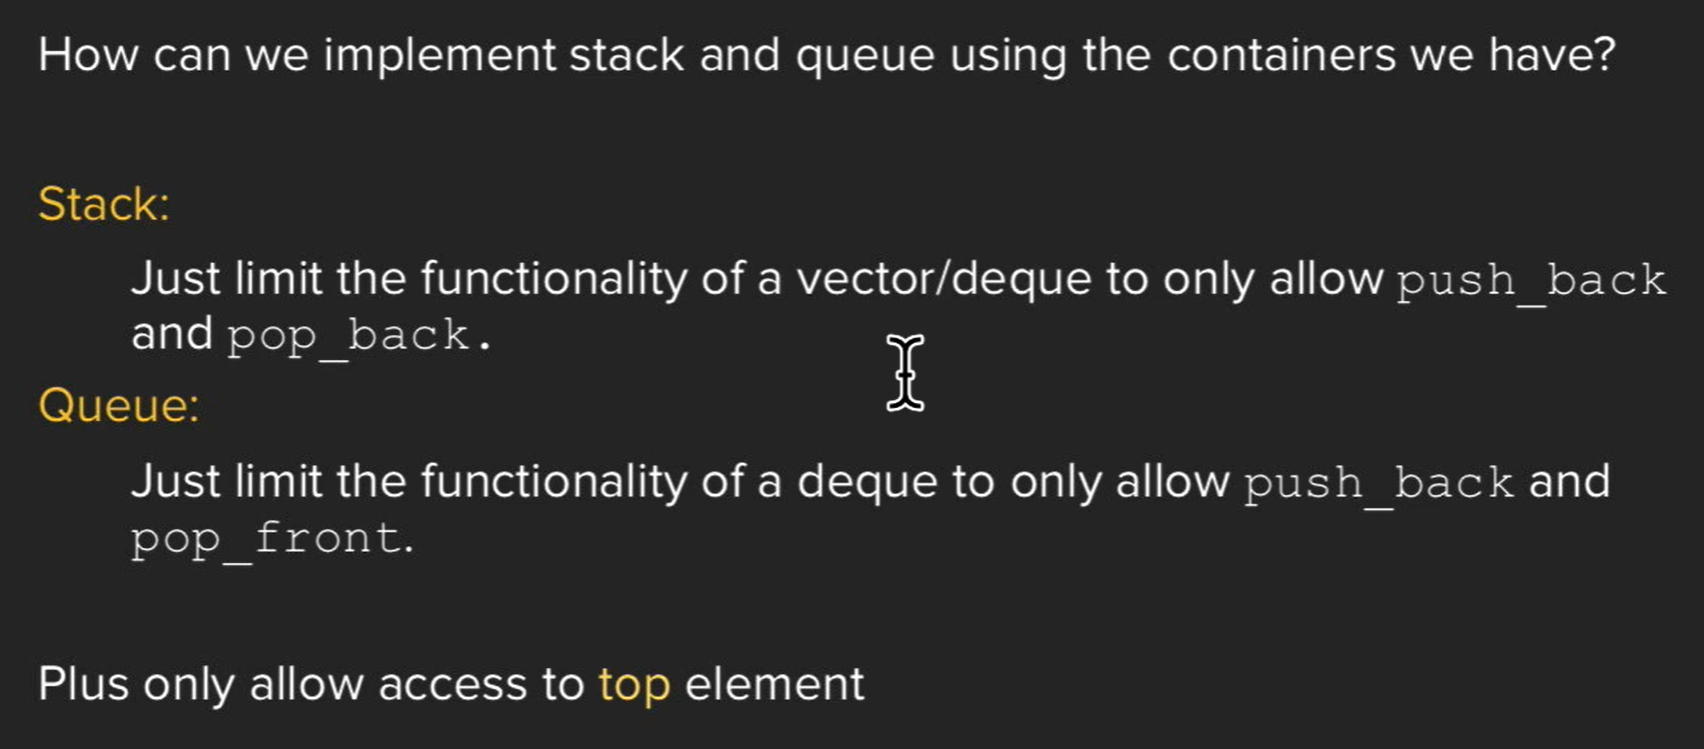 How can we implement stack and queue using the containers we have?
Stack:
Just limit the functionality of a vector/deque to only allow push_back
and pop_back.
Queue:
Just limit the functionality of a deque to only allow push_back and
pop_front.
Plus only allow access to top element